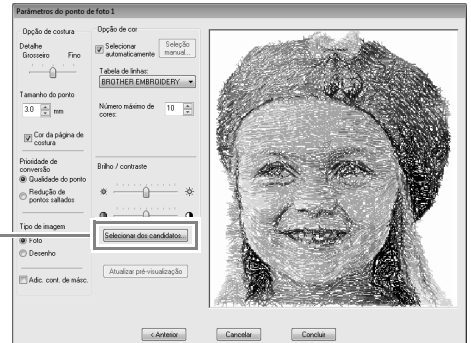 Parâmetros do ponto de foto 1
Opção de costura
Detalhe
Grosseiro Fino
Tamanho do ponto
3.0 mm
Cor da página de
costura
Prioridade de
conversão
Qualidade do ponto
Redução de
pontos saltados
Tipo de imagem
Foto
Desenho
Adic. cont. de másc.
Opção de cor
Selecionar
automaticamente
Seleção
manual...
Tabela de linhas:
BROTHER EMBROIDERY
Número máximo de
cores:
10
Brilho / contraste
Selecionar dos candidatos...
Atualizar pré-visualização
< Anterior
Cancelar
Concluir